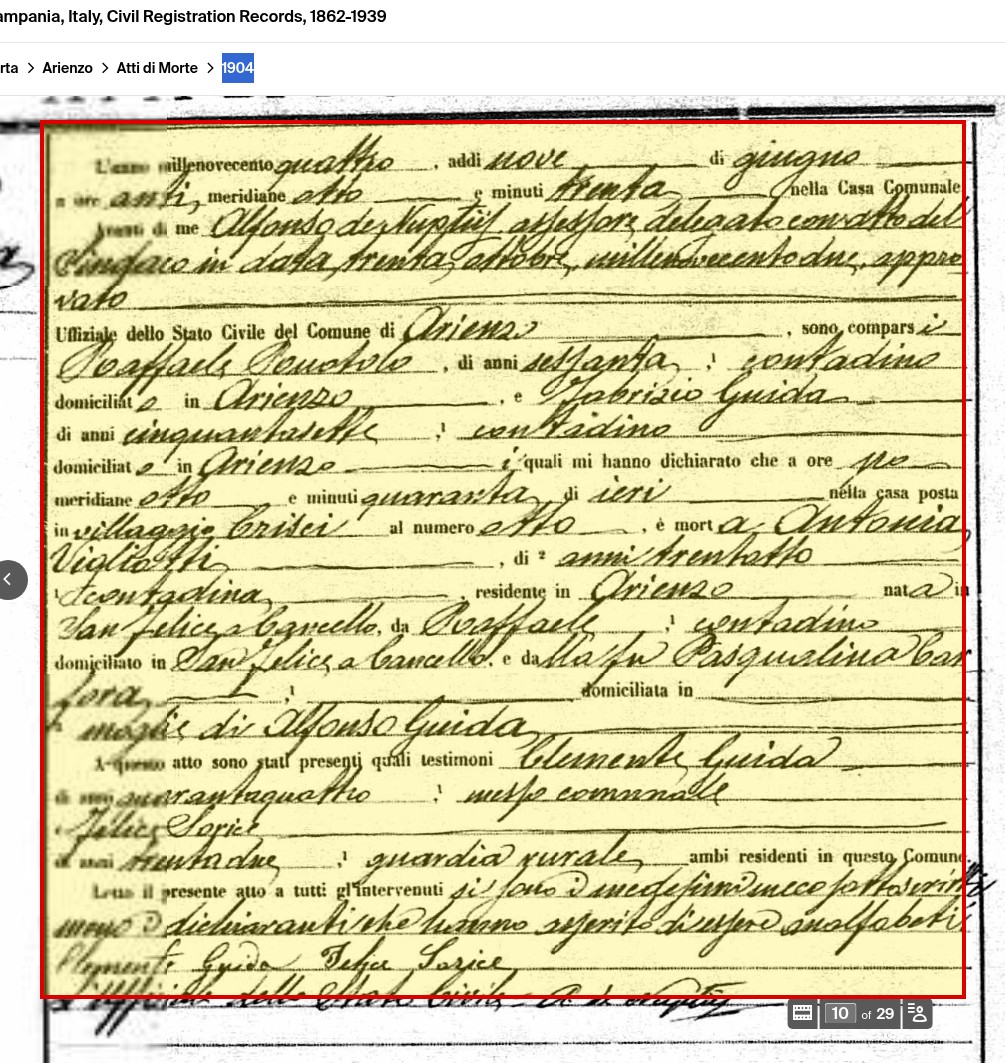 ampania, Italy, Civil Registration Records, 1862-1939
rta > Arienzo > Atti di Morte > 1904
L'anno millenovecento quattro, addì nove di giugno
a ore anti meridiane otto e minuti trenta, nella Casa Comunale
Avanti di me Alfonso de Nuptiis assessore delegato con atto del
Sindaco in data trenta ottobre, millenovecentodue, appro
vato
Uffiziale dello Stato Civile del Comune di Arienzo, sono comparsi
Raffaele, di anni sessanta, contadino
domiciliato in Arienzo, e Fabrizio Guida
di anni cinquantasette, contadino
domiciliato in Arienzo i quali mi hanno dichiarato che a ore po
meridiane otto e minuti quaranta, di ieri nella casa posta
in villaggio Crisci al numero otto, è morta Antonia
Vigliotti, di anni trentotto
contadina, residente in Arienzo nata in
San Felice a Cancello, da Raffaele, contadino
domiciliato in San Felice a Cancello, e dalla fu Pasqualina Car
fora, domiciliata in
moglie di Alfonso Guida
A questo atto sono stati presenti quali testimoni Clemente Guida
di anni quarantaquattro, messo comunale
e Felice Sorice
di anni trentadue, guardia rurale, ambi residenti in questo Comune.
Letto il presente atto a tutti gl'intervenuti si sono i medesimi meco sottoscritti
meno i dichiaranti che hanno asserito di essere analfabeti
Clemente Guida Felice Sorice
L'ufficiale dello Stato Civile A. de Nuptiis
10 of 29